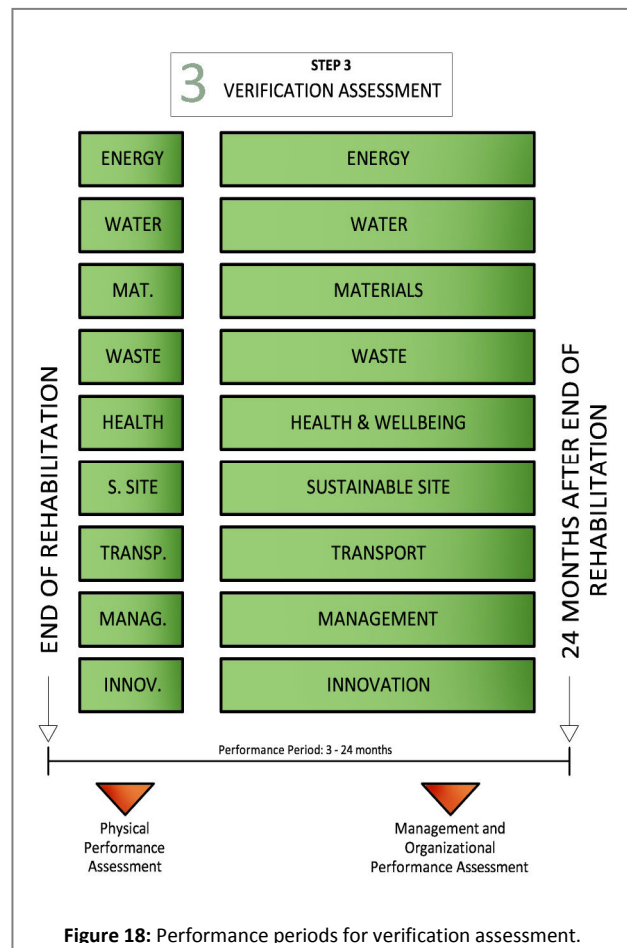 STEP 3
3 VERIFICATION ASSESSMENT
ENERGY ENERGY
WATER WATER
MAT. MATERIALS
WASTE WASTE
HEALTH HEALTH & WELLBEING
S. SITE SUSTAINABLE SITE
TRANSP. TRANSPORT
MANAG. MANAGEMENT
INNOV. INNOVATION
END OF REHABILITATION
24 MONTHS AFTER END OF
REHABILITATION
Performance Period: 3 - 24 months
Physical
Performance
Assessment
Management and
Organizational
Performance Assessment
Figure 18: Performance periods for verification assessment.